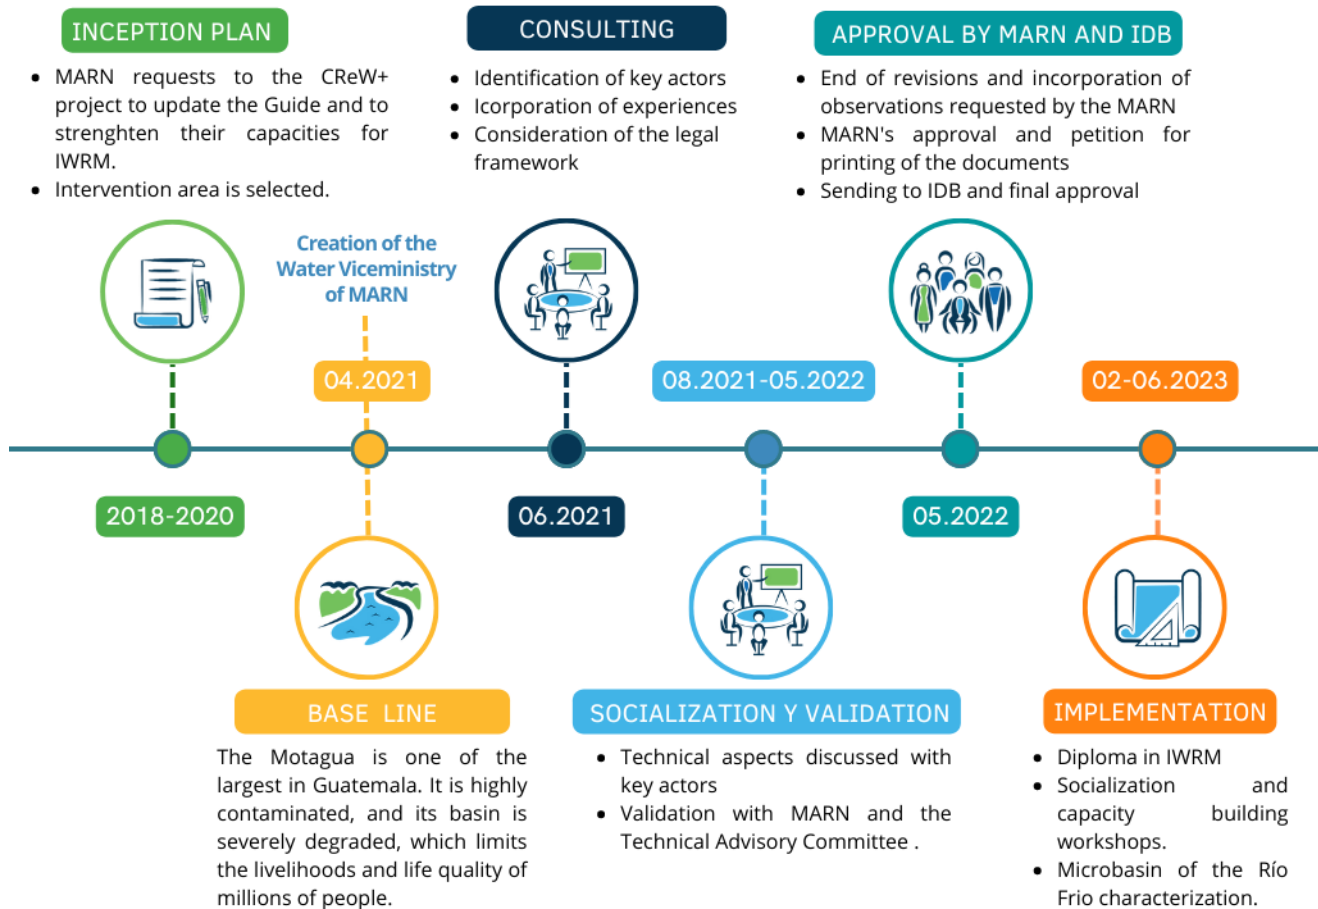 INCEPTION PLAN
MARN requests to the CReW+
project to update the Guide and to
strenghten their capacities for
IWRM.
Intervention area is selected.
CONSULTING
Identification of key actors
Icorporation of experiences
Consideration of the legal
framework
APPROVAL BY MARN AND IDB
End of revisions and incorporation of
observations requested by the MARN
MARN's approval and petition for
printing of the documents
Sending to IDB and final approval
Creation of the
Water Viceministry
of MARN
04.2021
08.2021-05.2022
02-06.2023
2018-2020
06.2021
05.2022
BASE LINE
The Motagua is one of the
largest in Guatemala. It is highly
contaminated, and its basin is
severely degraded, which limits
the livelihoods and life quality of
millions of people.
SOCIALIZATION Y VALIDATION
Technical aspects discussed with
key actors
Validation with MARN and the
Technical Advisory Committee .
IMPLEMENTATION
Diploma in IWRM
Socialization and
capacity building
workshops.
Microbasin of the Río
Frio characterization.